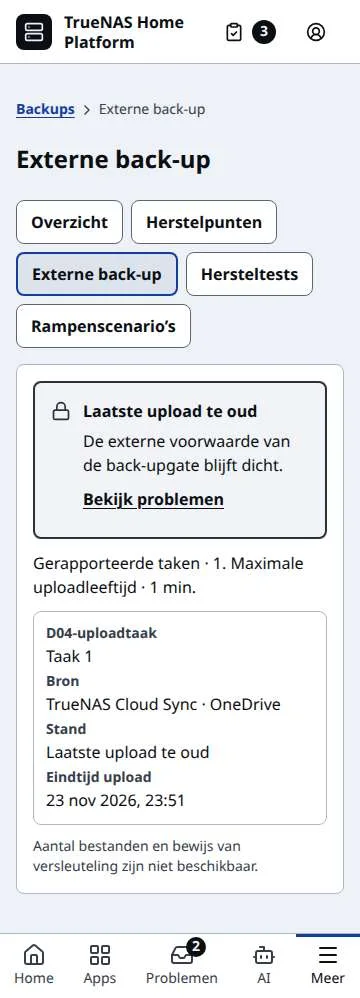 TrueNAS Home
Platform
3
Backups > Externe back-up
Externe back-up
Overzicht
Herstelpunten
Externe back-up
Hersteltests
Rampenscenario’s
Laatste upload te oud
De externe voorwaarde van
de back-upgate blijft dicht.
Bekijk problemen
Gerapporteerde taken · 1. Maximale
uploadleeftijd · 1 min.
D04-uploadtaak
Taak 1
Bron
TrueNAS Cloud Sync · OneDrive
Stand
Laatste upload te oud
Eindtijd upload
23 nov 2026, 23:51
Aantal bestanden en bewijs van
versleuteling zijn niet beschikbaar.
2
Home
Apps
Problemen
AI
Meer